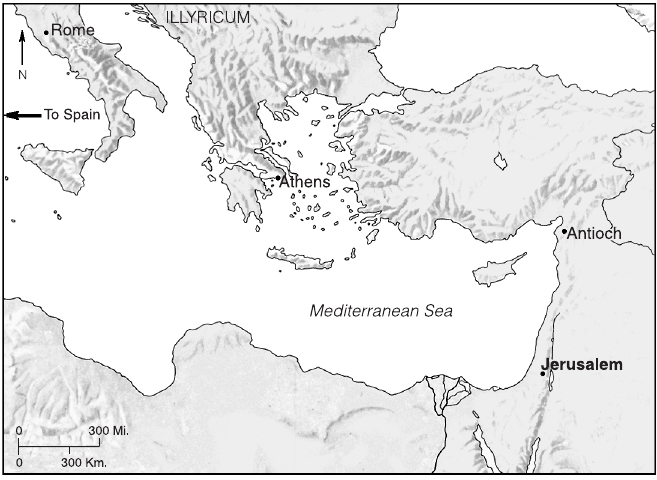 ILLYRICUM
Rome
N
To Spain
Athens
Antioch
Mediterranean Sea
Jerusalem
0 300 Mi.
0 300 Km.